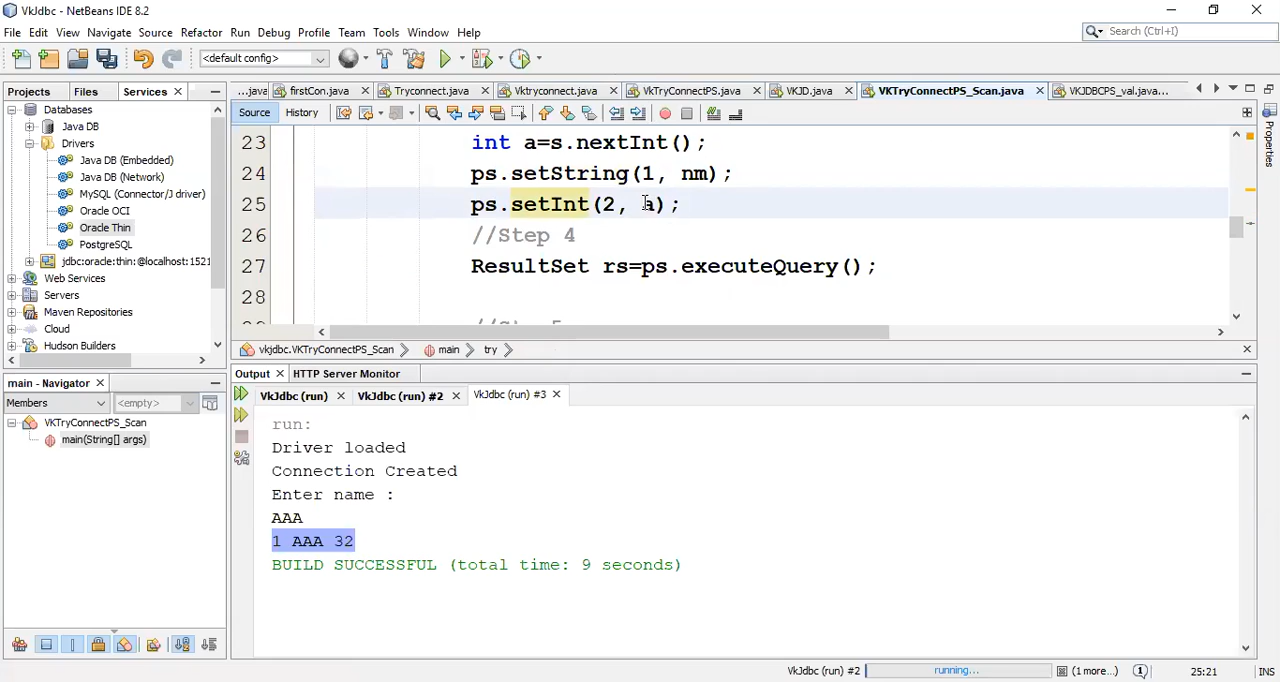 VkJdbc - NetBeans IDE 8.2
File Edit View Navigate Source Refactor Run Debug Profile Team Tools Window Help
Search (Ctrl+I)
<default config>
Projects Files Services
...java firstCon.java Tryconnect.java Vktryconnect.java VkTryConnectPS.java VKJD.java VKTryConnectPS_Scan.java VKJDBCPS_val.java...
Source History
Databases
Java DB
Drivers
Java DB (Embedded)
Java DB (Network)
MySQL (Connector/J driver)
Oracle OCI
Oracle Thin
PostgreSQL
jdbc:oracle:thin:@localhost:1521
Web Services
Servers
Maven Repositories
Cloud
Hudson Builders
23 int a=s.nextInt();
24 ps.setString(1, nm);
25 ps.setInt(2, a);
26 //Step 4
27 ResultSet rs=ps.executeQuery();
28
Properties
vkjdbc.VKTryConnectPS_Scan main try
main - Navigator
Members <empty>
VKTryConnectPS_Scan
main(String[] args)
Output HTTP Server Monitor
VkJdbc (run) VkJdbc (run) #2 VkJdbc (run) #3
run:
Driver loaded
Connection Created
Enter name :
AAA
1 AAA 32
BUILD SUCCESSFUL (total time: 9 seconds)
VkJdbc (run) #2 running... (1 more...) 1 25:21 INS